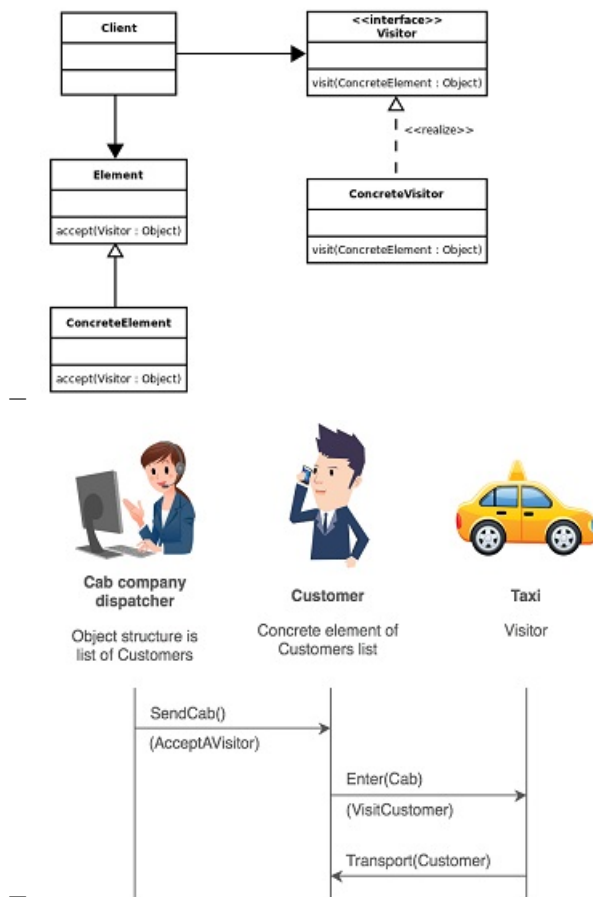 Client
<<interface>>
Visitor
visit(ConcreteElement : Object)
<<realize>>
Element
accept(Visitor : Object)
ConcreteVisitor
visit(ConcreteElement : Object)
ConcreteElement
accept(Visitor : Object)
Cab company
dispatcher
Object structure is
list of Customers
Customer
Concrete element of
Customers list
Taxi
Visitor
SendCab()
(AcceptAVisitor)
Enter(Cab)
(VisitCustomer)
Transport(Customer)